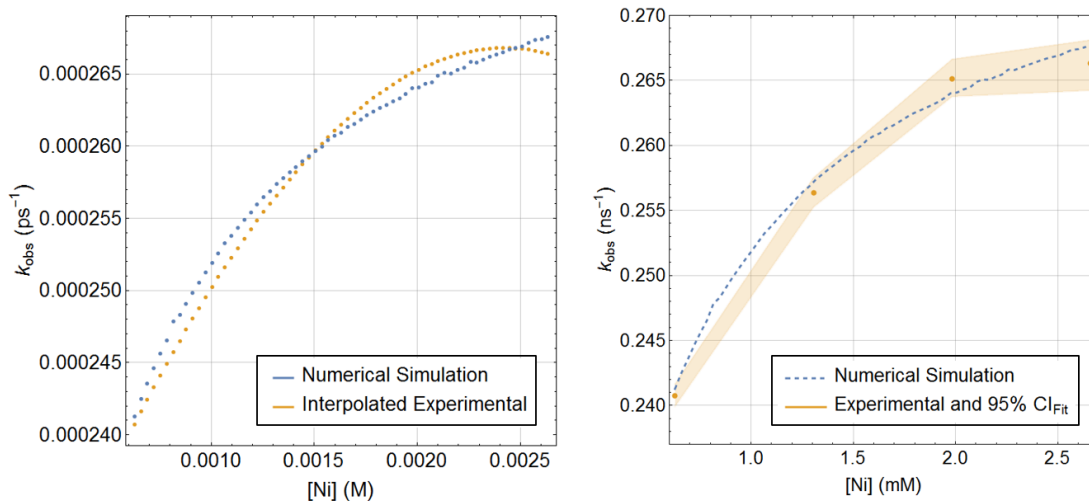 0.000265
0.000260
0.000255
0.000250
0.000245
0.000240
k_obs (ps⁻¹)
0.0010
0.0015
0.0020
0.0025
[Ni] (M)
Numerical Simulation
Interpolated Experimental
0.270
0.265
0.260
0.255
0.250
0.245
0.240
k_obs (ns⁻¹)
1.0
1.5
2.0
2.5
[Ni] (mM)
Numerical Simulation
Experimental and 95% CI_Fit